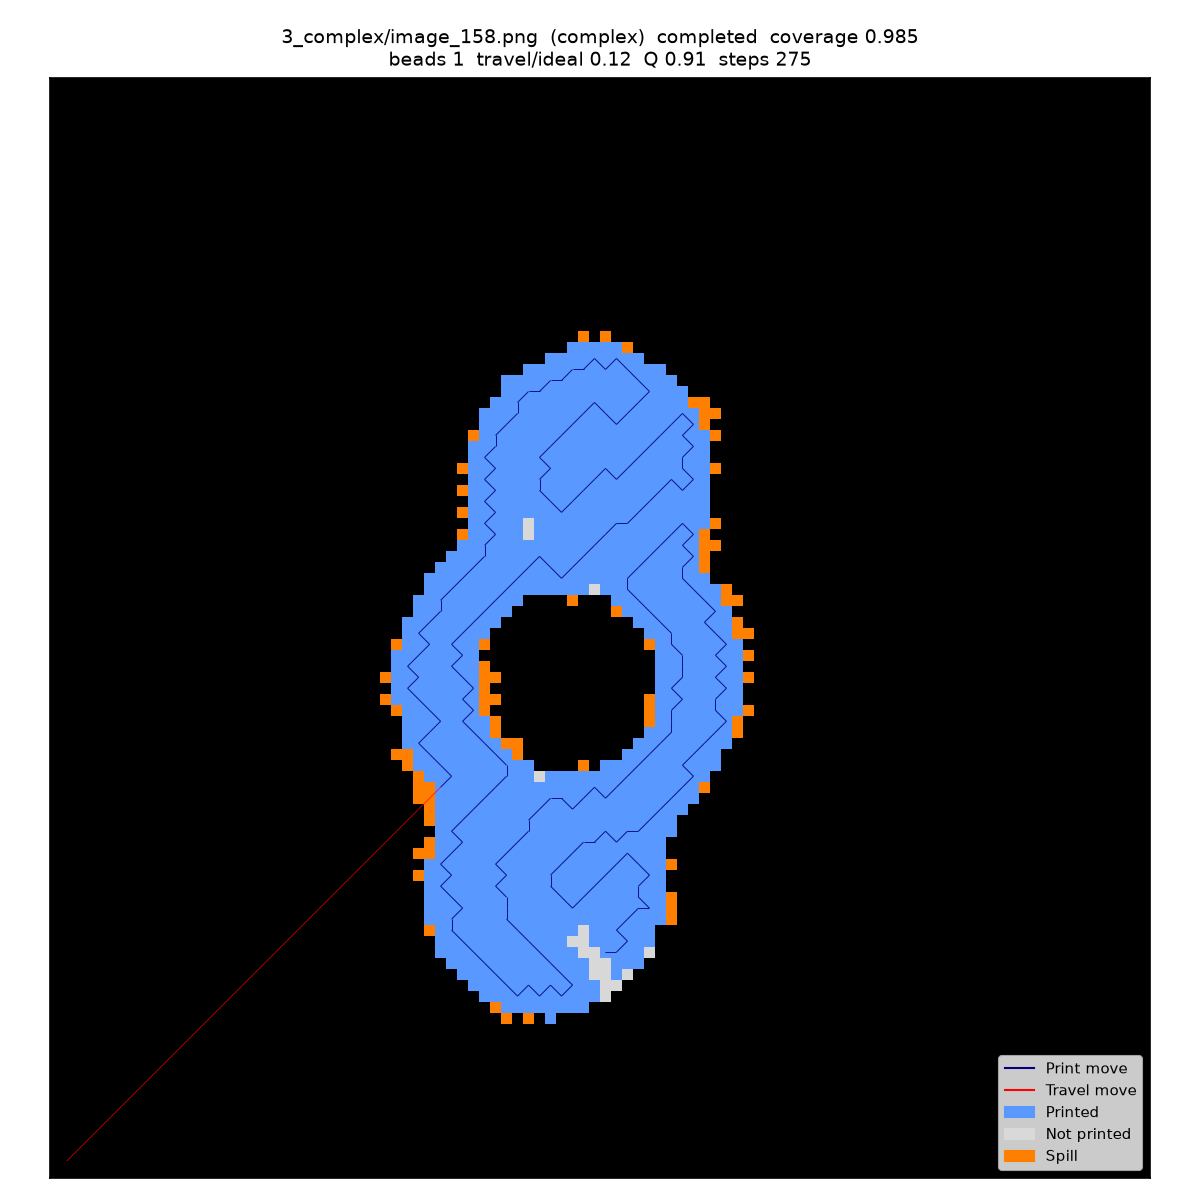 3_complex/image_158.png  (complex)  completed  coverage 0.985
beads 1  travel/ideal 0.12  Q 0.91  steps 275
Print move
Travel move
Printed
Not printed
Spill